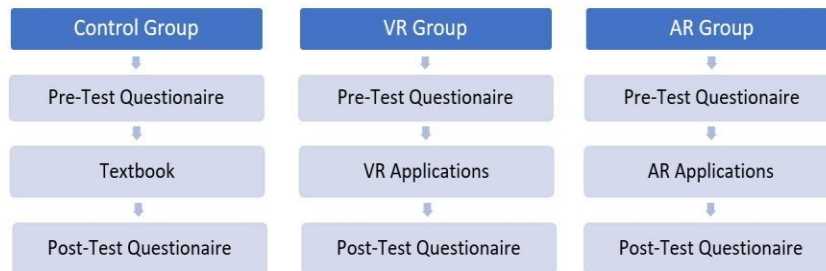 Control Group
VR Group
AR Group
Pre-Test Questionaire
Pre-Test Questionaire
Pre-Test Questionaire
Textbook
VR Applications
AR Applications
Post-Test Questionaire
Post-Test Questionaire
Post-Test Questionaire